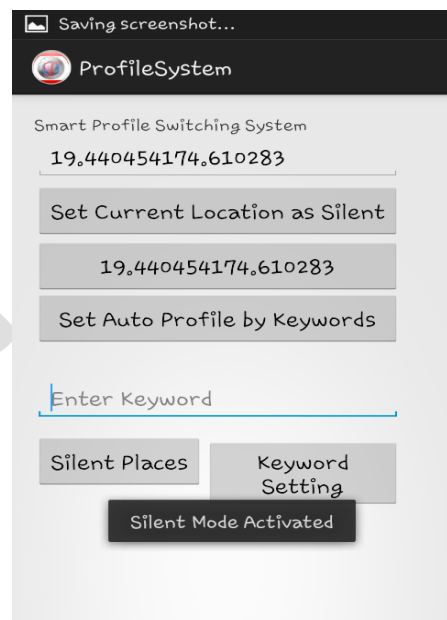 Saving screenshot...
ProfileSystem
Smart Profile Switching System
19.440454174.610283
Set Current Location as Silent
19.440454174.610283
Set Auto Profile by Keywords
Enter Keyword
Silent Places
Keyword
Setting
Silent Mode Activated